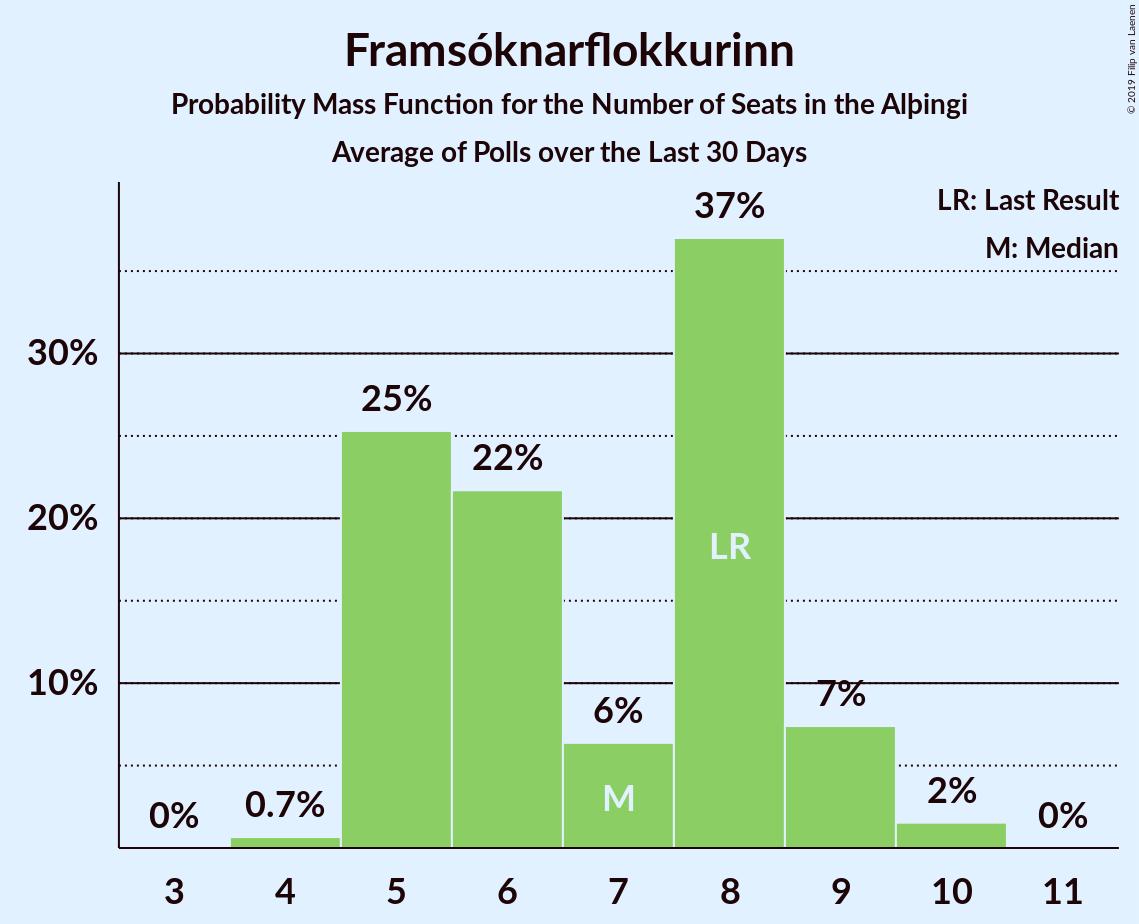 Framsóknarflokkurinn
Probability Mass Function for the Number of Seats in the Alþingi
Average of Polls over the Last 30 Days
© 2019 Filip van Laenen
LR: Last Result
M: Median
37%
30%
25%
22%
20%
LR
10%
7%
6%
M
2%
0.7%
0%
0%
3 4 5 6 7 8 9 10 11